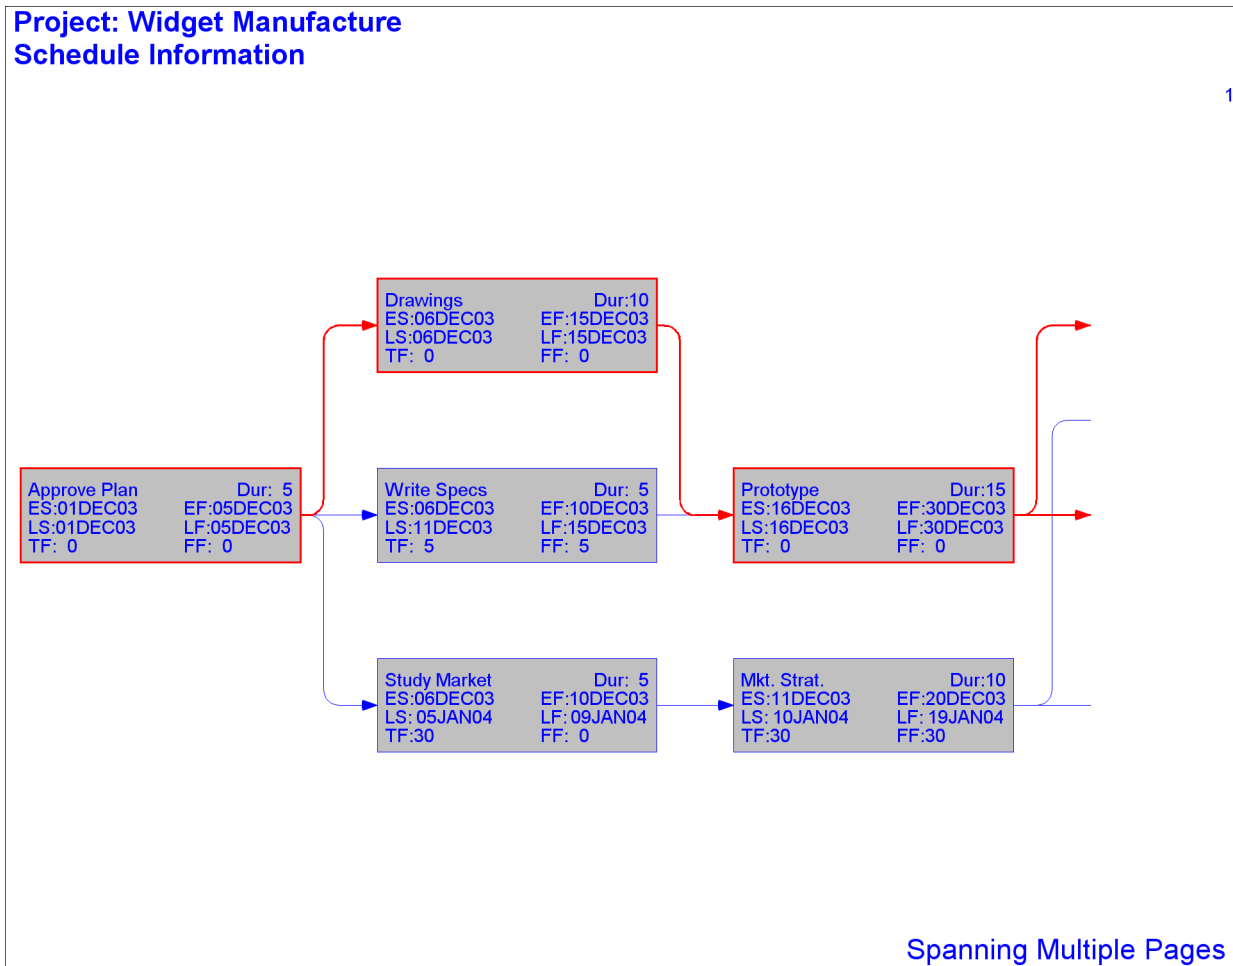 Project: Widget Manufacture
Schedule Information
1
Drawings Dur:10
ES:06DEC03 EF:15DEC03
LS:06DEC03 LF:15DEC03
TF: 0 FF: 0
Approve Plan Dur: 5
ES:01DEC03 EF:05DEC03
LS:01DEC03 LF:05DEC03
TF: 0 FF: 0
Write Specs Dur: 5
ES:06DEC03 EF:10DEC03
LS:11DEC03 LF:15DEC03
TF: 5 FF: 5
Prototype Dur:15
ES:16DEC03 EF:30DEC03
LS:16DEC03 LF:30DEC03
TF: 0 FF: 0
Study Market Dur: 5
ES:06DEC03 EF:10DEC03
LS: 05JAN04 LF: 09JAN04
TF:30 FF: 0
Mkt. Strat. Dur:10
ES:11DEC03 EF:20DEC03
LS: 10JAN04 LF: 19JAN04
TF:30 FF:30
Spanning Multiple Pages